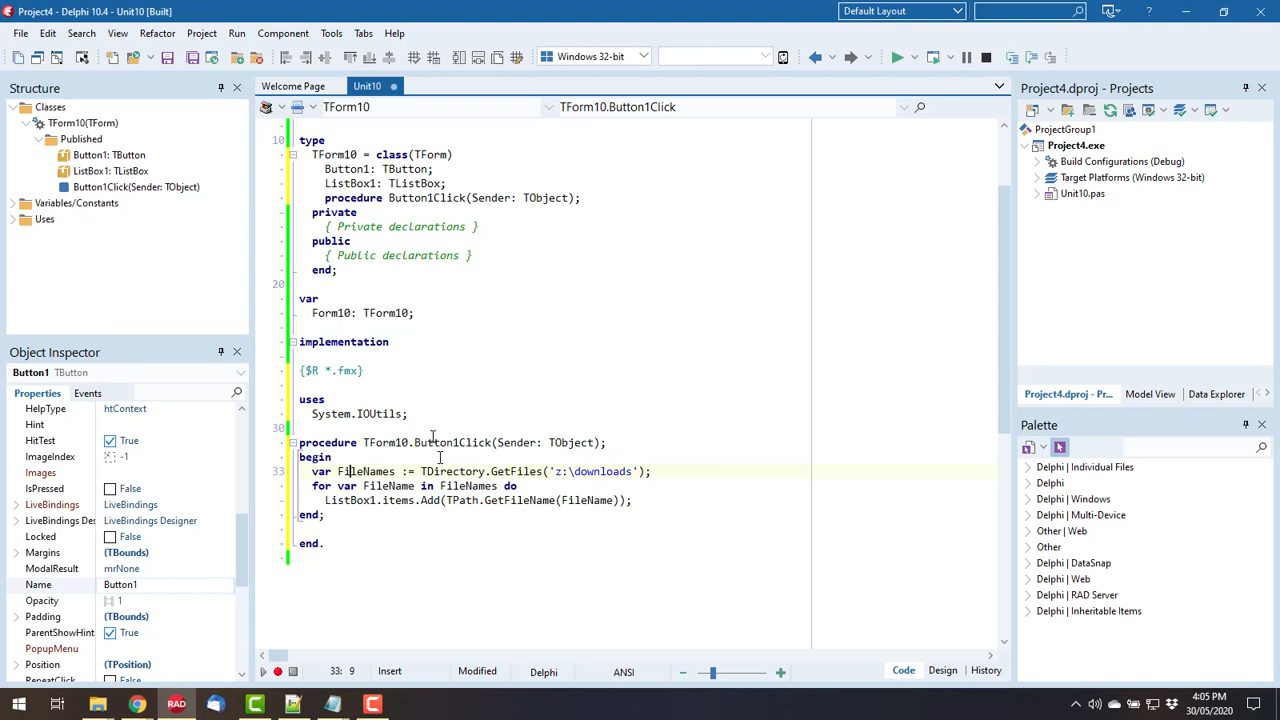 Project4 - Delphi 10.4 - Unit10 [Built]
Default Layout
?
File Edit Search View Refactor Project Run Component Tools Tabs Help
Windows 32-bit
Structure
Classes
TForm10(TForm)
Published
Button1: TButton
ListBox1: TListBox
Button1Click(Sender: TObject)
Variables/Constants
Uses
Object Inspector
Button1 TButton
Properties Events
HelpType htContext
Hint
HitTest True
ImageIndex -1
Images
IsPressed False
LiveBindings LiveBindings
LiveBindings De: LiveBindings Designer
Locked False
Margins (TBounds)
ModalResult mrNone
Name Button1
Opacity 1
Padding (TBounds)
ParentShowHint True
PopupMenu
Position (TPosition)
RepeatClick False
Welcome Page Unit10
TForm10 TForm10.Button1Click
10 type
TForm10 = class(TForm)
Button1: TButton;
ListBox1: TListBox;
procedure Button1Click(Sender: TObject);
private
{ Private declarations }
public
{ Public declarations }
end;
20
var
Form10: TForm10;
implementation
{$R *.fmx}
uses
System.IOUtils;
30
procedure TForm10.Button1Click(Sender: TObject);
begin
33 var FileNames := TDirectory.GetFiles('z:\downloads');
for var FileName in FileNames do
ListBox1.items.Add(TPath.GetFileName(FileName));
end;
end.
33: 9 Insert Modified Delphi ANSI
Code Design History
Project4.dproj - Projects
ProjectGroup1
Project4.exe
Build Configurations (Debug)
Target Platforms (Windows 32-bit)
Unit10.pas
Project4.dproj - Pr... Model View Data Explorer
Palette
Delphi | Individual Files
Delphi
Delphi | Windows
Delphi | Multi-Device
Other | Web
Other
Delphi | DataSnap
Delphi | Web
Delphi | RAD Server
Delphi | Inheritable Items
RAD
4:05 PM
30/05/2020